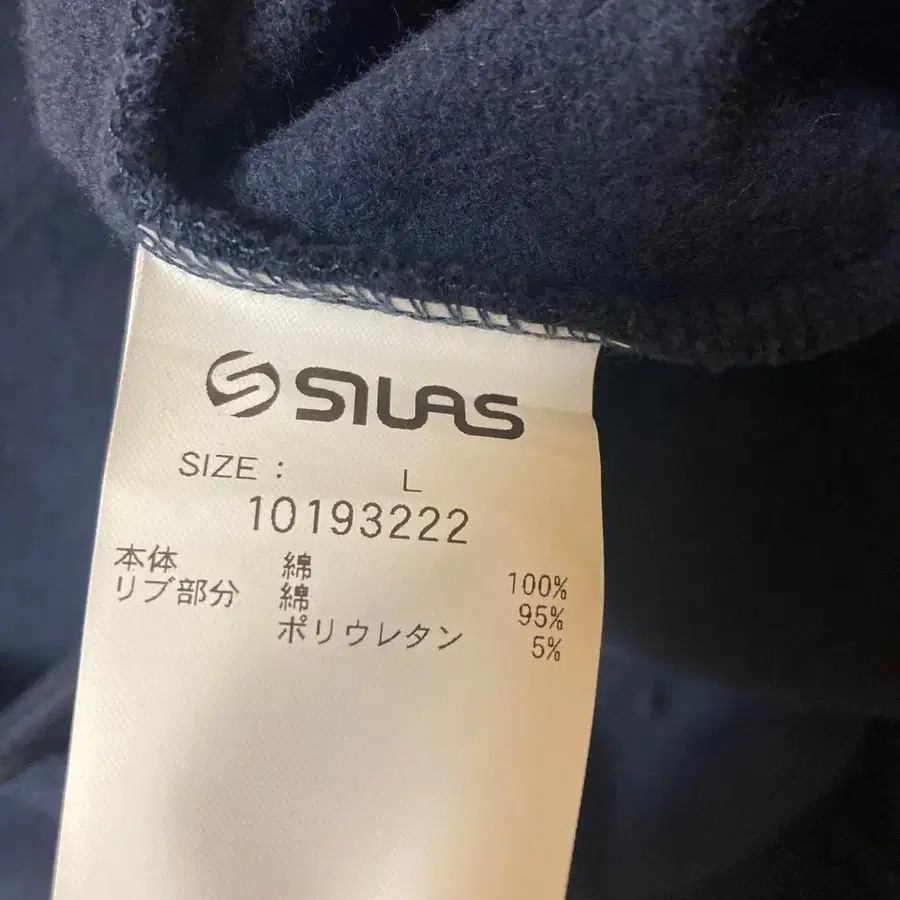 SILAS
SIZE : L
10193222
本体 綿 100%
リブ部分 綿 95%
ポリウレタン 5%